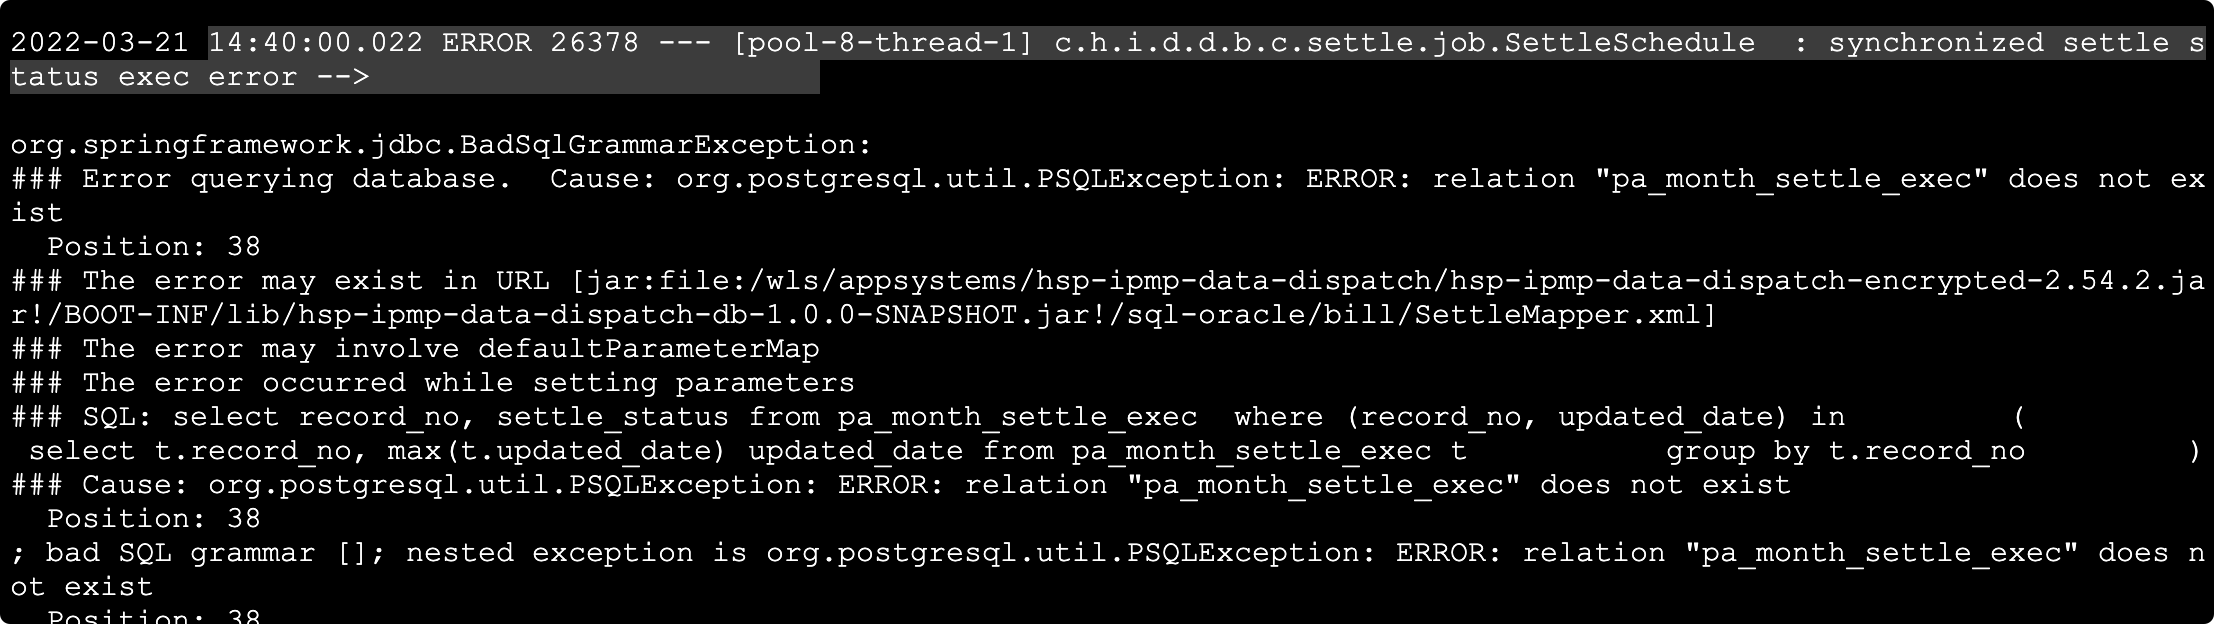 2022-03-21 14:40:00.022 ERROR 26378 --- [pool-8-thread-1] c.h.i.d.d.b.c.settle.job.SettleSchedule  : synchronized settle s
tatus exec error -->
org.springframework.jdbc.BadSqlGrammarException:
### Error querying database.  Cause: org.postgresql.util.PSQLException: ERROR: relation "pa_month_settle_exec" does not ex
ist
  Position: 38
### The error may exist in URL [jar:file:/wls/appsystems/hsp-ipmp-data-dispatch/hsp-ipmp-data-dispatch-encrypted-2.54.2.ja
r!/BOOT-INF/lib/hsp-ipmp-data-dispatch-db-1.0.0-SNAPSHOT.jar!/sql-oracle/bill/SettleMapper.xml]
### The error may involve defaultParameterMap
### The error occurred while setting parameters
### SQL: select record_no, settle_status from pa_month_settle_exec  where (record_no, updated_date) in         (
 select t.record_no, max(t.updated_date) updated_date from pa_month_settle_exec t           group by t.record_no         )
### Cause: org.postgresql.util.PSQLException: ERROR: relation "pa_month_settle_exec" does not exist
  Position: 38
; bad SQL grammar []; nested exception is org.postgresql.util.PSQLException: ERROR: relation "pa_month_settle_exec" does n
ot exist
  Position: 38